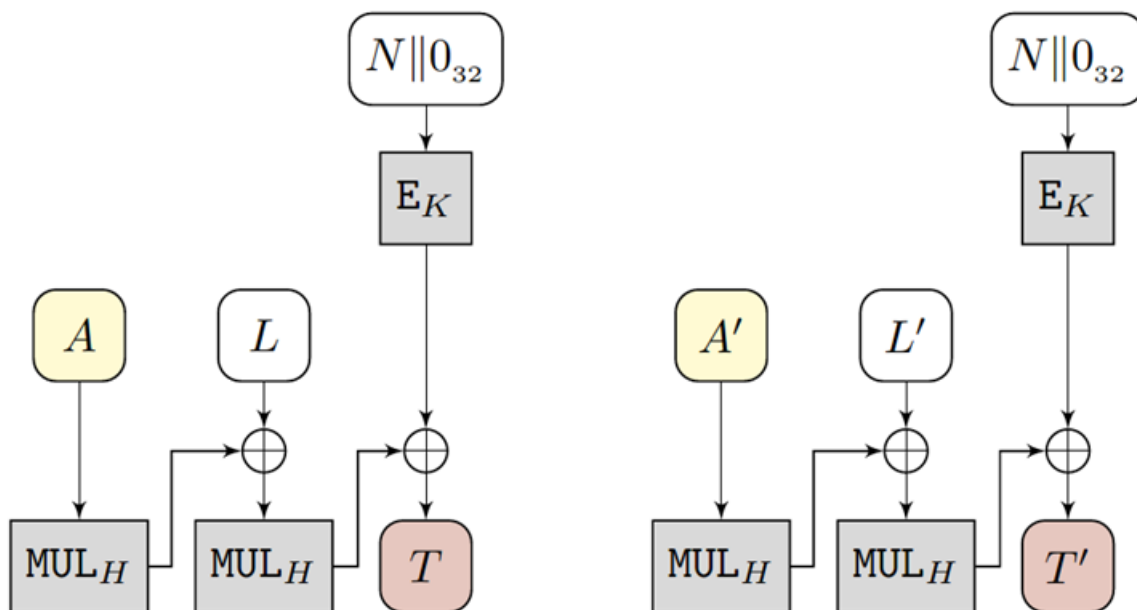 N∥0₃₂ N∥0₃₂
E_K E_K
A L A′ L′
MUL_H MUL_H T MUL_H MUL_H T′